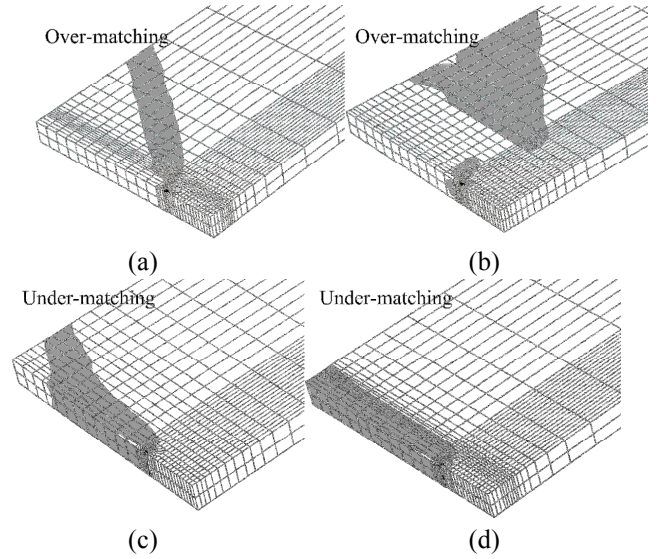 Over-matching
Over-matching
(a)
(b)
Under-matching
Under-matching
(c)
(d)